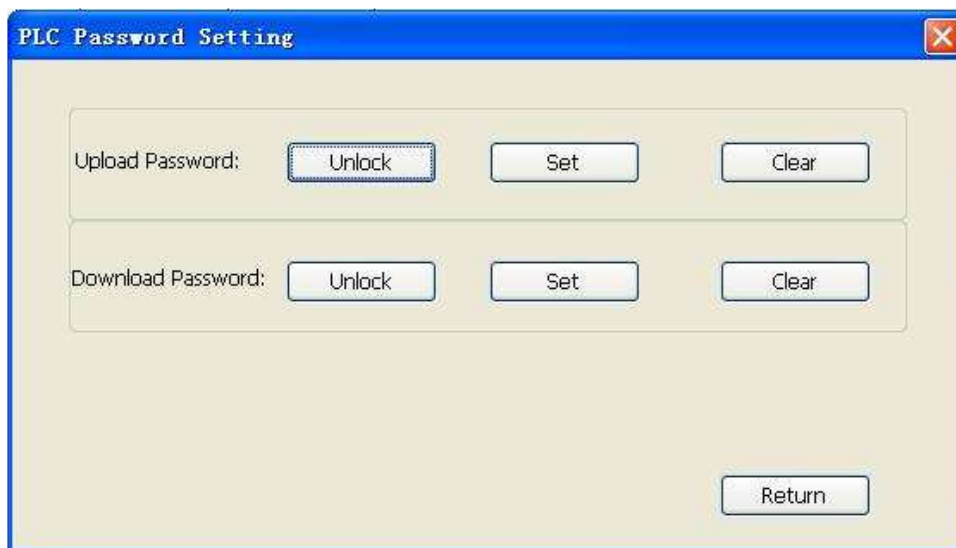 PLC Password Setting
Upload Password: Unlock Set Clear
Download Password: Unlock Set Clear
Return